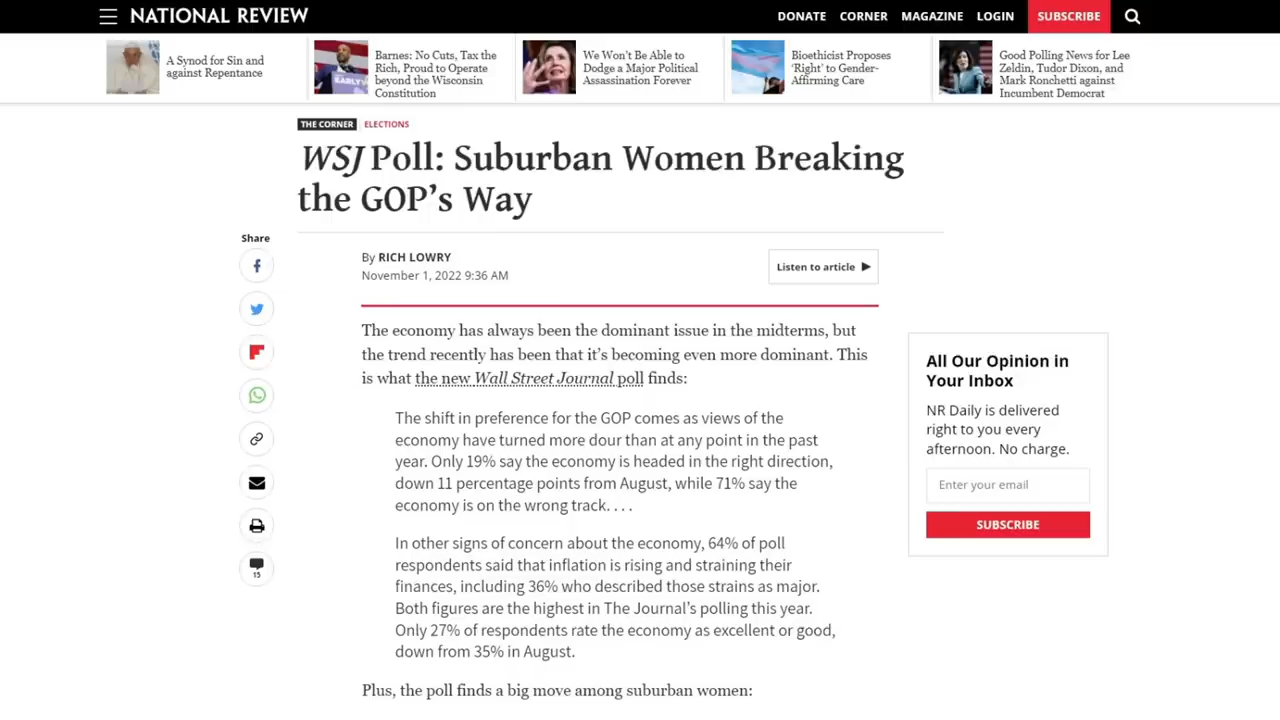 NATIONAL REVIEW
DONATE CORNER MAGAZINE LOGIN SUBSCRIBE
A Synod for Sin and
against Repentance
EARLY
Barnes: No Cuts, Tax the
Rich, Proud to Operate
beyond the Wisconsin
Constitution
We Won't Be Able to
Dodge a Major Political
Assassination Forever
Bioethicist Proposes
'Right' to Gender-
Affirming Care
Good Polling News for Lee
Zeldin, Tudor Dixon, and
Mark Ronchetti against
Incumbent Democrat
THE CORNER ELECTIONS
WSJ Poll: Suburban Women Breaking
the GOP's Way
Share
15
By RICH LOWRY
November 1, 2022 9:36 AM
Listen to article
The economy has always been the dominant issue in the midterms, but
the trend recently has been that it's becoming even more dominant. This
is what the new Wall Street Journal poll finds:
The shift in preference for the GOP comes as views of the
economy have turned more dour than at any point in the past
year. Only 19% say the economy is headed in the right direction,
down 11 percentage points from August, while 71% say the
economy is on the wrong track. . . .
In other signs of concern about the economy, 64% of poll
respondents said that inflation is rising and straining their
finances, including 36% who described those strains as major.
Both figures are the highest in The Journal's polling this year.
Only 27% of respondents rate the economy as excellent or good,
down from 35% in August.
Plus, the poll finds a big move among suburban women:
All Our Opinion in
Your Inbox
NR Daily is delivered
right to you every
afternoon. No charge.
Enter your email
SUBSCRIBE